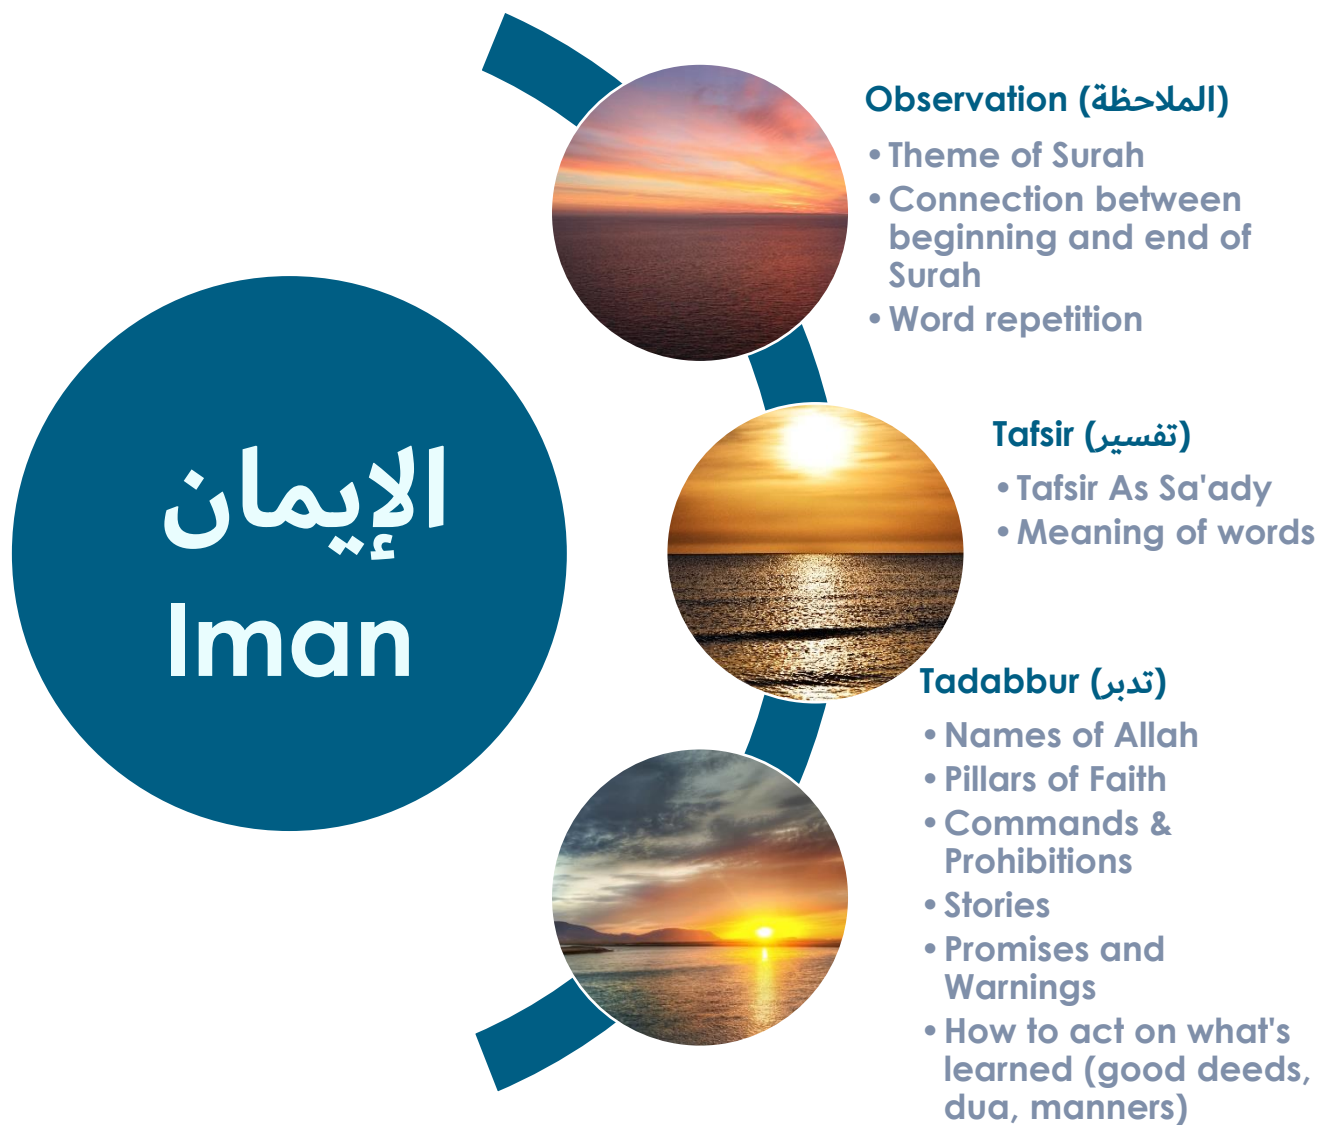 الإيمان
Iman
Observation (الملاحظة)
• Theme of Surah
• Connection between
beginning and end of
Surah
• Word repetition
Tafsir (تفسير)
• Tafsir As Sa'ady
• Meaning of words
Tadabbur (تدبر)
• Names of Allah
• Pillars of Faith
• Commands &
Prohibitions
• Stories
• Promises and
Warnings
• How to act on what's
learned (good deeds,
dua, manners)